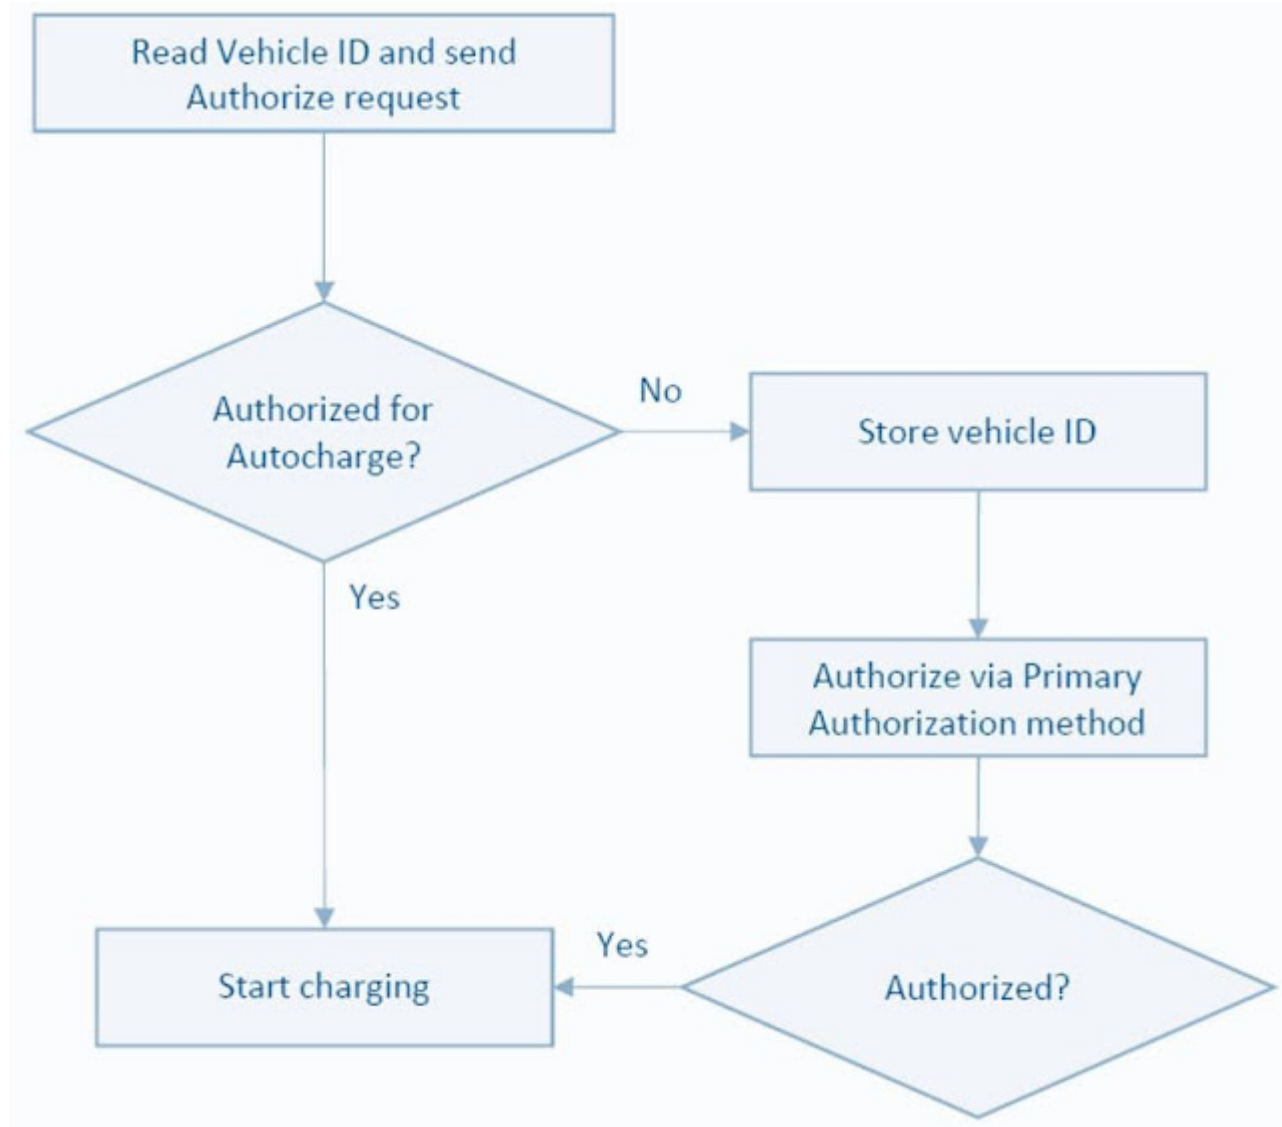 Read Vehicle ID and send
Authorize request
Authorized for
Autocharge?
No
Store vehicle ID
Yes
Authorize via Primary
Authorization method
Yes
Start charging
Authorized?